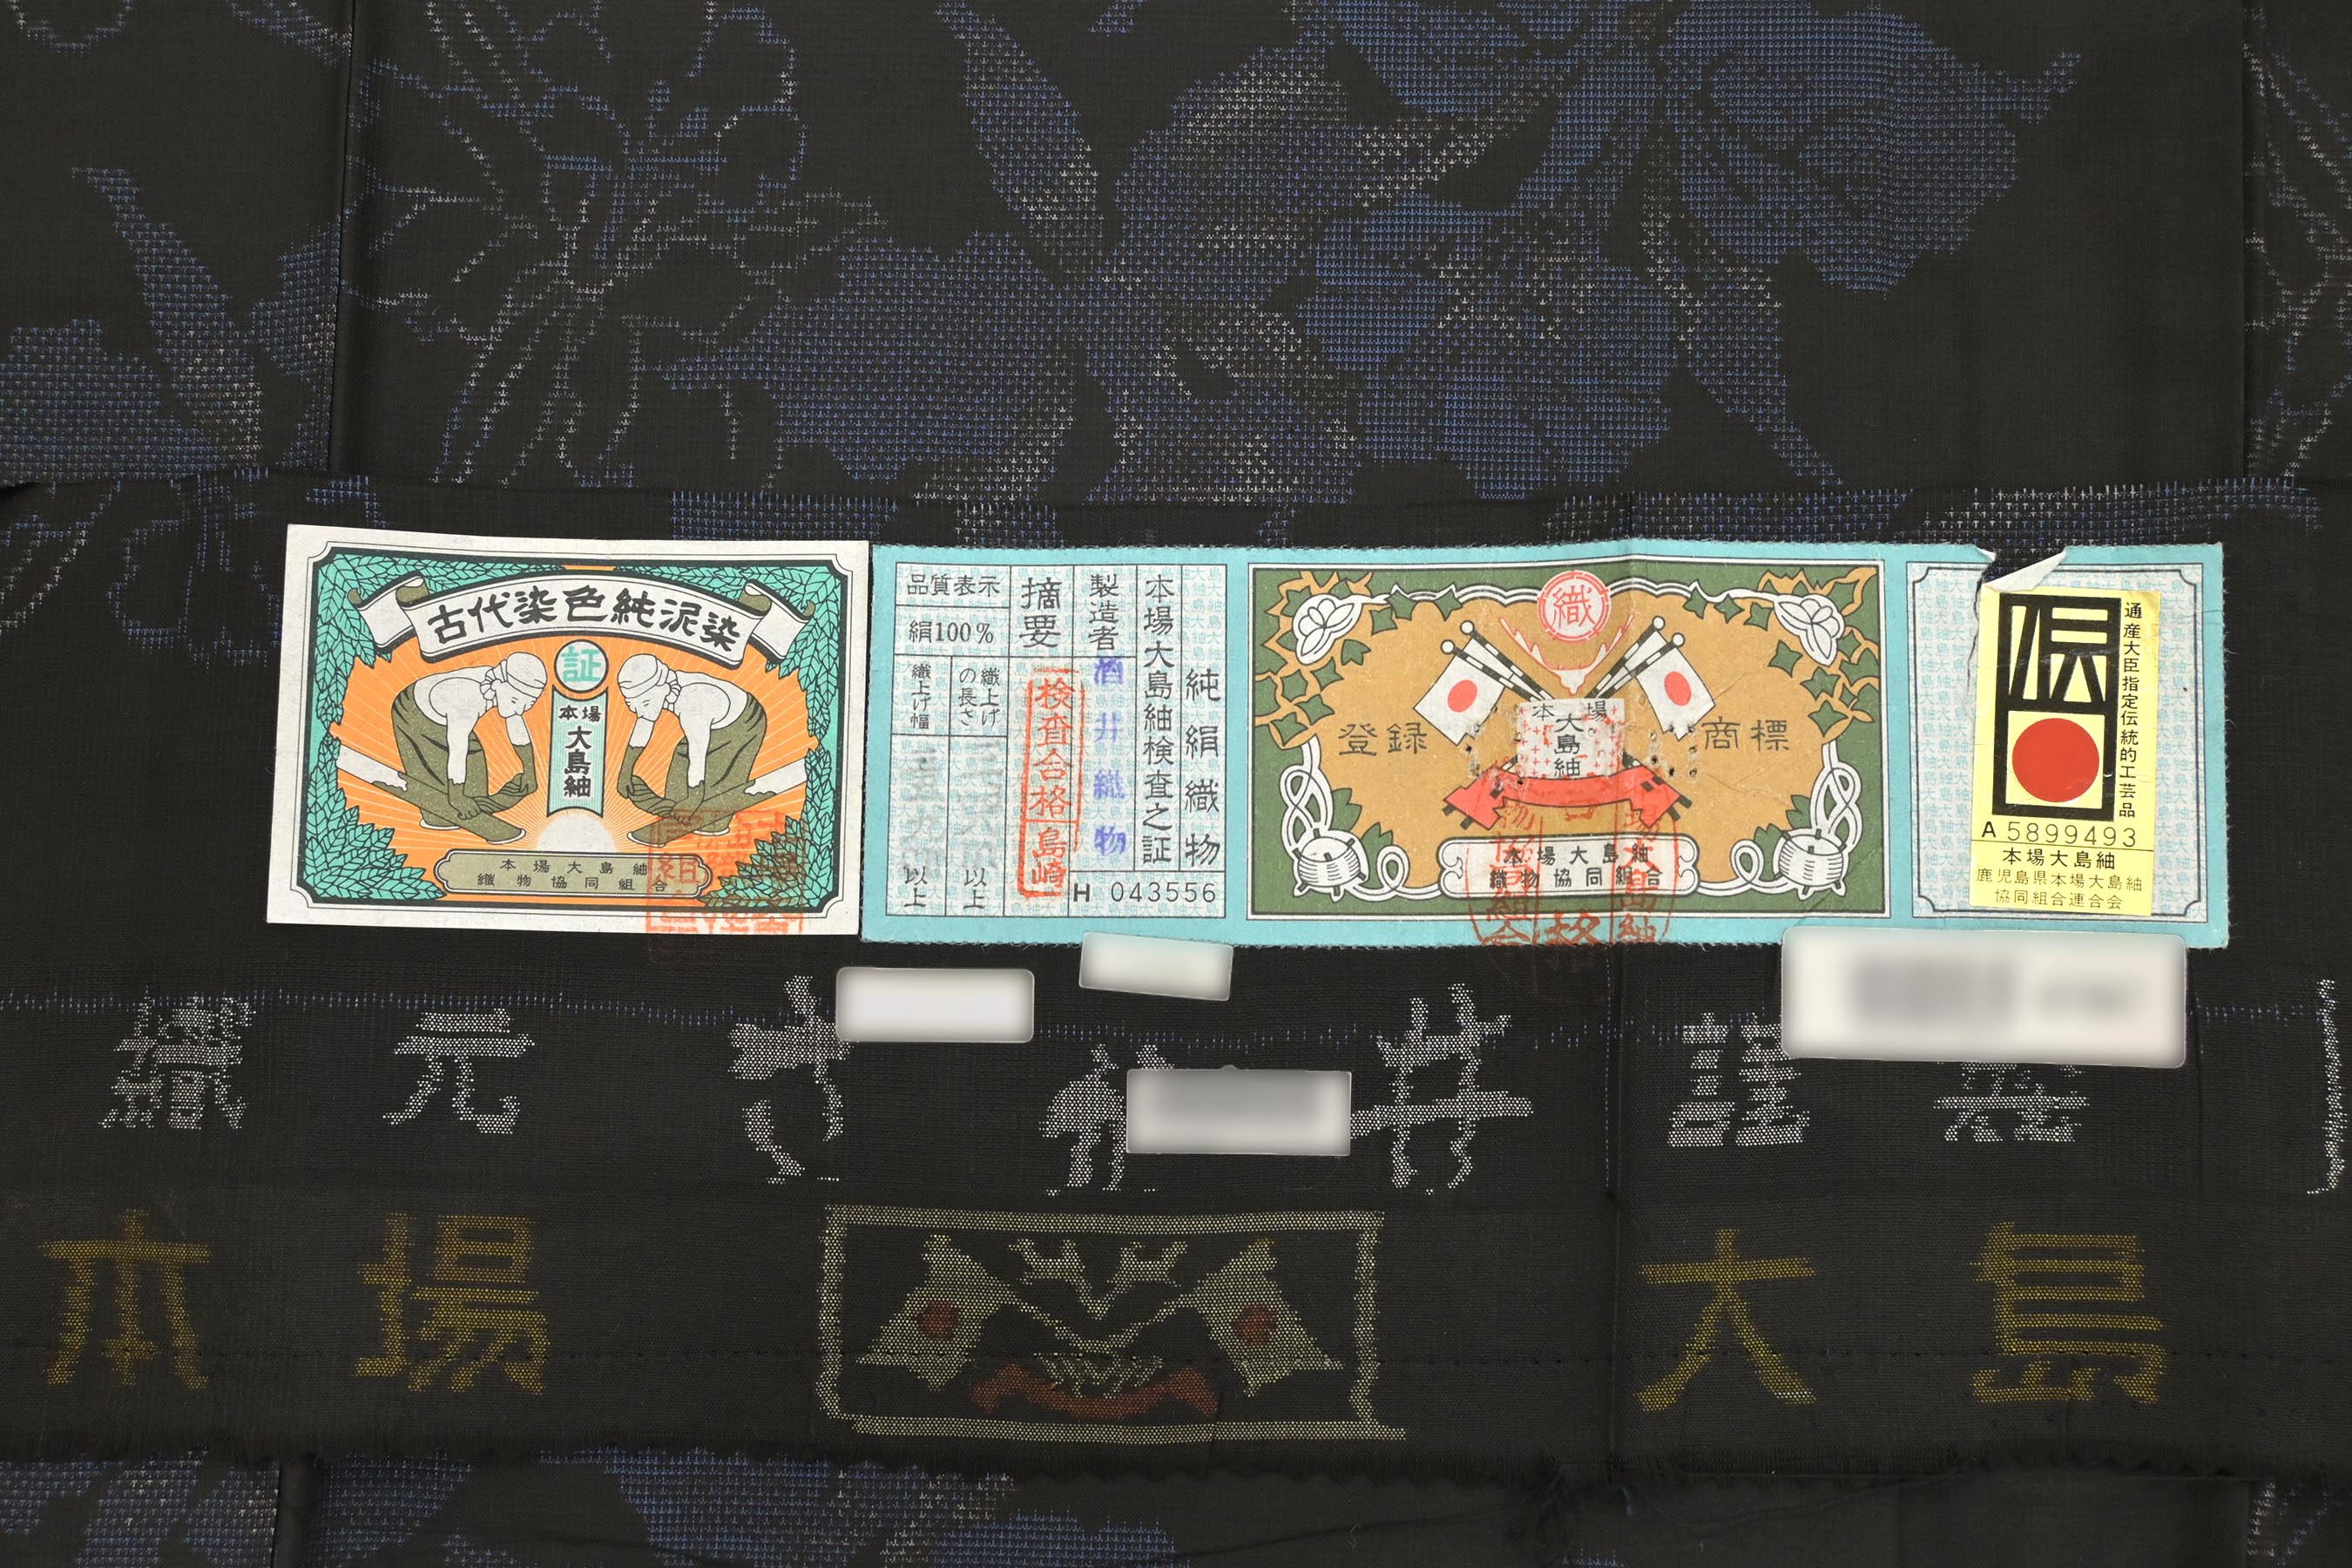 古代染色純泥染
証
本場
大島紬
本場大島紬
織物協同組合
品質表示
絹100%
織上げ幅
以上
織上げの長さ
以上
摘要
検査合格
島崎
製造者
酒井織物
本場大島紬検査之証
純絹織物
H 043556
織
登録
商標
本場
大島紬
本場大島紬
織物協同組合
伝
通産大臣指定伝統的工芸品
A 5899493
本場大島紬
鹿児島県本場大島紬
協同組合連合会
織元
井謹製
本場
大島